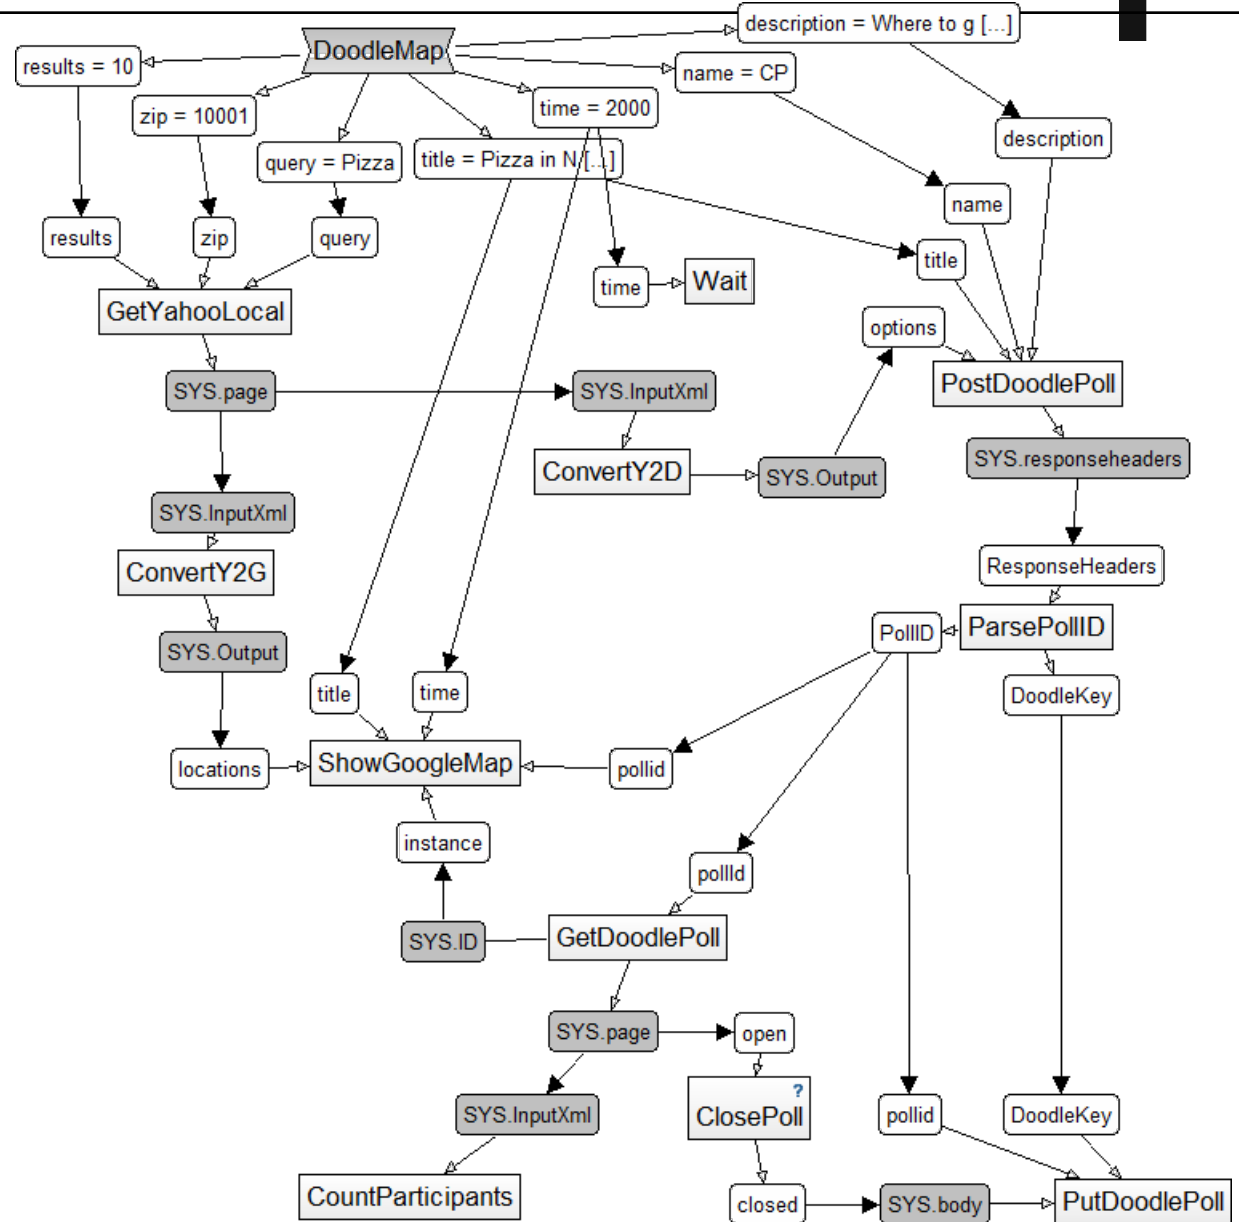 description = Where to g [...]
DoodleMap
results = 10
name = CP
zip = 10001
time = 2000
description
query = Pizza
title = Pizza in N [...]
name
results
zip
query
title
time
Wait
GetYahooLocal
options
PostDoodlePoll
SYS.page
SYS.InputXml
ConvertY2D
SYS.Output
SYS.responseheaders
SYS.InputXml
ConvertY2G
ResponseHeaders
PollID
ParsePollID
SYS.Output
title
time
DoodleKey
locations
ShowGoogleMap
pollid
instance
pollId
SYS.ID
GetDoodlePoll
SYS.page
open
SYS.InputXml
?
ClosePoll
pollid
DoodleKey
CountParticipants
closed
SYS.body
PutDoodlePoll